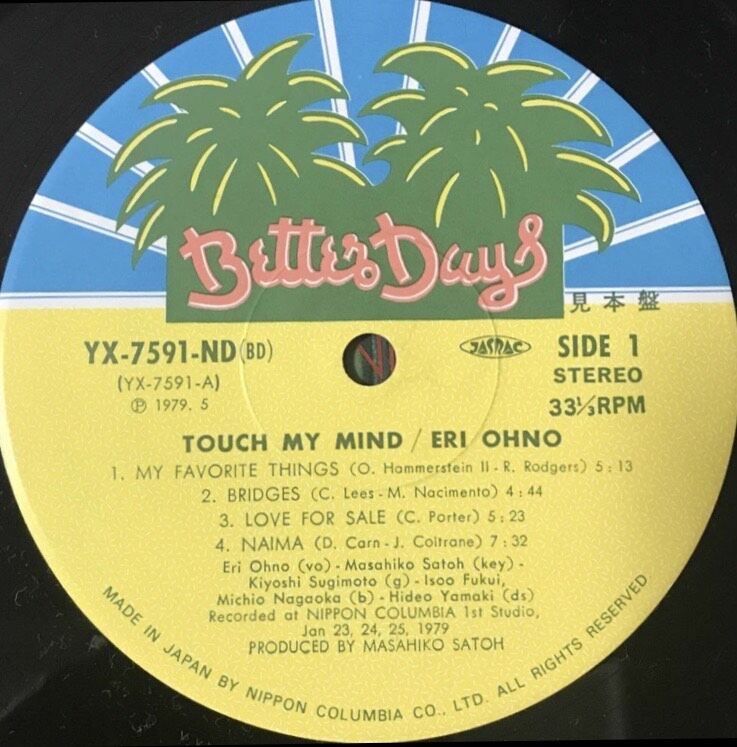 Better Days
見本盤
YX-7591-ND(BD)
(YX-7591-A)
Ⓟ 1979. 5
JASRAC
SIDE 1
STEREO
33⅓RPM
TOUCH MY MIND / ERI OHNO
1. MY FAVORITE THINGS (O. Hammerstein II - R. Rodgers) 5 : 13
2. BRIDGES (C. Lees - M. Nacimento) 4 : 44
3. LOVE FOR SALE (C. Porter) 5 : 23
4. NAIMA (D. Carn - J. Coltrane) 7 : 32
Eri Ohno (vo) - Masahiko Satoh (key) -
Kiyoshi Sugimoto (g) - Isoo Fukui,
Michio Nagaoka (b) - Hideo Yamaki (ds)
Recorded at NIPPON COLUMBIA 1st Studio,
Jan 23, 24, 25, 1979
PRODUCED BY MASAHIKO SATOH
MADE IN JAPAN BY NIPPON COLUMBIA CO., LTD. ALL RIGHTS RESERVED